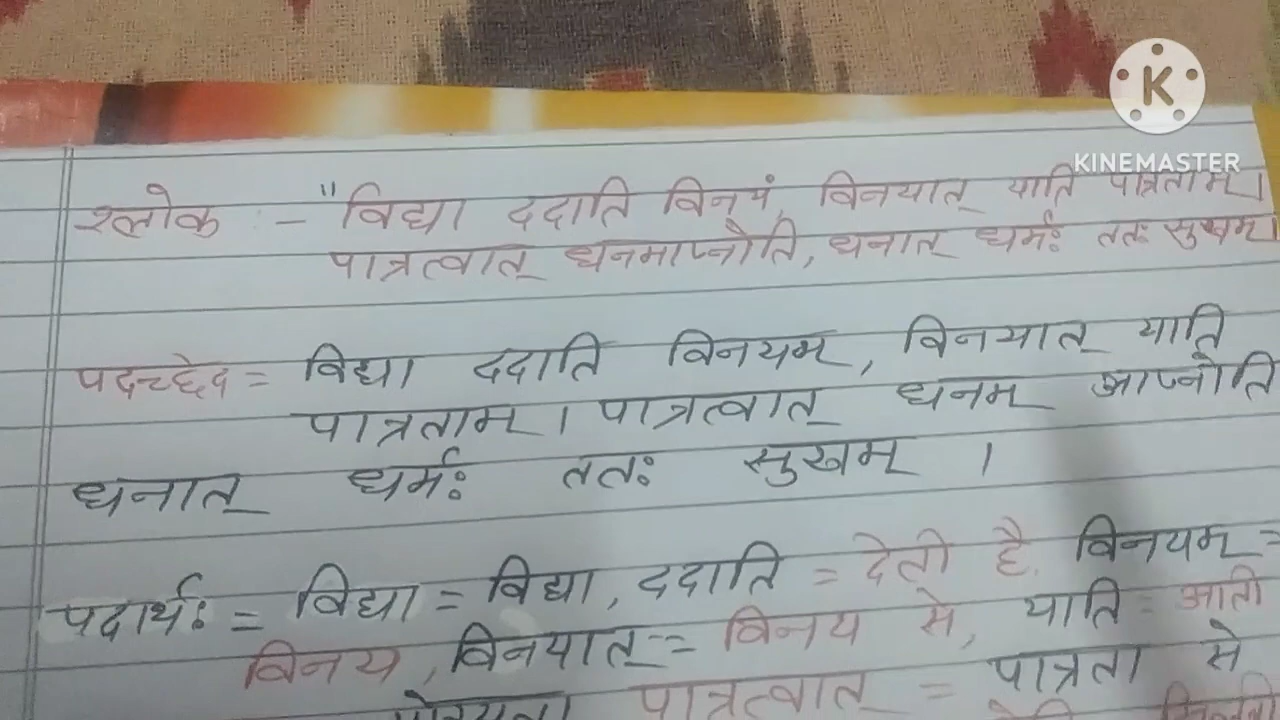 K
KINEMASTER
श्लोक :- "विद्या ददाति विनयं, विनयात् याति पात्रताम्।
पात्रत्वात् धनमाप्नोति, धनात् धर्मः ततः सुखम्।
पदच्छेद = विद्या ददाति विनयम्, विनयात् याति
पात्रताम्। पात्रत्वात् धनम् आप्नोति
धनात् धर्मः ततः सुखम् ।
पदार्थः = विद्या = विद्या, ददाति = देती है, विनयम् =
विनय, विनयात् = विनय से, याति = आती
पात्रत्वात् = पात्रता से